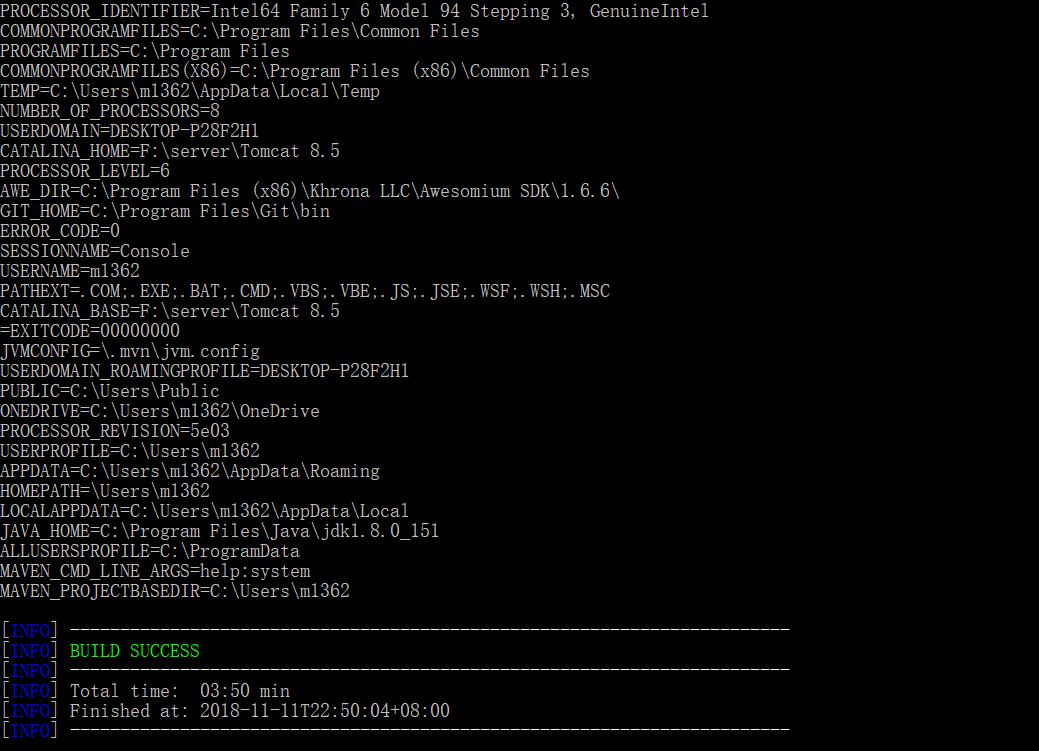 PROCESSOR_IDENTIFIER=Intel64 Family 6 Model 94 Stepping 3, GenuineIntel
COMMONPROGRAMFILES=C:\Program Files\Common Files
PROGRAMFILES=C:\Program Files
COMMONPROGRAMFILES(X86)=C:\Program Files (x86)\Common Files
TEMP=C:\Users\m1362\AppData\Local\Temp
NUMBER_OF_PROCESSORS=8
USERDOMAIN=DESKTOP-P28F2H1
CATALINA_HOME=F:\server\Tomcat 8.5
PROCESSOR_LEVEL=6
AWE_DIR=C:\Program Files (x86)\Khrona LLC\Awesomium SDK\1.6.6\
GIT_HOME=C:\Program Files\Git\bin
ERROR_CODE=0
SESSIONNAME=Console
USERNAME=m1362
PATHEXT=.COM;.EXE;.BAT;.CMD;.VBS;.VBE;.JS;.JSE;.WSF;.WSH;.MSC
CATALINA_BASE=F:\server\Tomcat 8.5
=EXITCODE=00000000
JVMCONFIG=\.mvn\jvm.config
USERDOMAIN_ROAMINGPROFILE=DESKTOP-P28F2H1
PUBLIC=C:\Users\Public
ONEDRIVE=C:\Users\m1362\OneDrive
PROCESSOR_REVISION=5e03
USERPROFILE=C:\Users\m1362
APPDATA=C:\Users\m1362\AppData\Roaming
HOMEPATH=\Users\m1362
LOCALAPPDATA=C:\Users\m1362\AppData\Local
JAVA_HOME=C:\Program Files\Java\jdk1.8.0_151
ALLUSERSPROFILE=C:\ProgramData
MAVEN_CMD_LINE_ARGS=help:system
MAVEN_PROJECTBASEDIR=C:\Users\m1362
[INFO] ------------------------------------------------------------------------
[INFO] BUILD SUCCESS
[INFO] ------------------------------------------------------------------------
[INFO] Total time:  03:50 min
[INFO] Finished at: 2018-11-11T22:50:04+08:00
[INFO] ------------------------------------------------------------------------